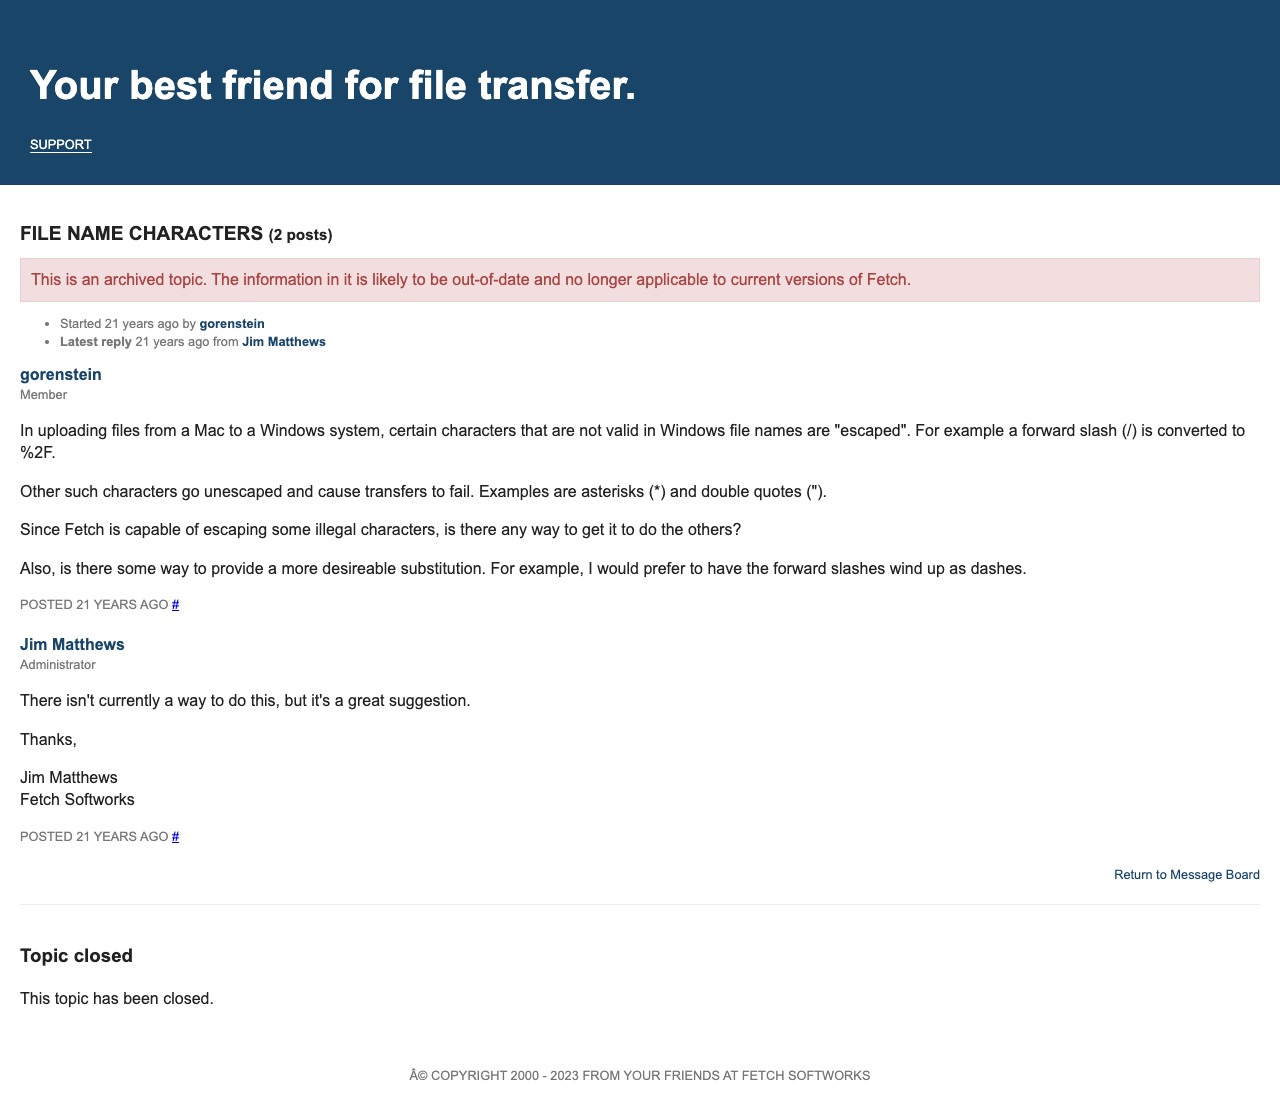 Your best friend for file transfer.
SUPPORT
FILE NAME CHARACTERS (2 posts)
This is an archived topic. The information in it is likely to be out-of-date and no longer applicable to current versions of Fetch.
• Started 21 years ago by gorenstein
• Latest reply 21 years ago from Jim Matthews
gorenstein
Member
In uploading files from a Mac to a Windows system, certain characters that are not valid in Windows file names are "escaped". For example a forward slash (/) is converted to
%2F.
Other such characters go unescaped and cause transfers to fail. Examples are asterisks (*) and double quotes (").
Since Fetch is capable of escaping some illegal characters, is there any way to get it to do the others?
Also, is there some way to provide a more desireable substitution. For example, I would prefer to have the forward slashes wind up as dashes.
POSTED 21 YEARS AGO #
Jim Matthews
Administrator
There isn't currently a way to do this, but it's a great suggestion.
Thanks,
Jim Matthews
Fetch Softworks
POSTED 21 YEARS AGO #
Return to Message Board
Topic closed
This topic has been closed.
Â© COPYRIGHT 2000 - 2023 FROM YOUR FRIENDS AT FETCH SOFTWORKS